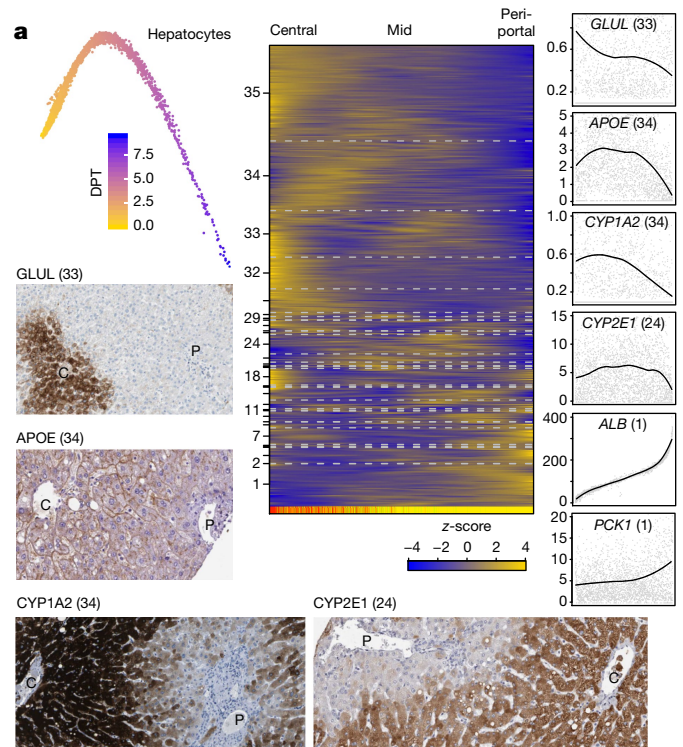 a
Hepatocytes
DPT
7.5
5.0
2.5
0.0
Central
Mid
Peri-
portal
35
34
33
32
29
24
18
11
7
2
1
z-score
−4
−2
0
2
4
GLUL (33)
0.6
0.2
APOE (34)
5
4
3
2
1
0
CYP1A2 (34)
1.0
0.6
0.2
CYP2E1 (24)
15
10
5
0
ALB (1)
400
200
0
PCK1 (1)
20
15
10
5
0
GLUL (33)
C
P
APOE (34)
C
P
CYP1A2 (34)
C
P
CYP2E1 (24)
P
C